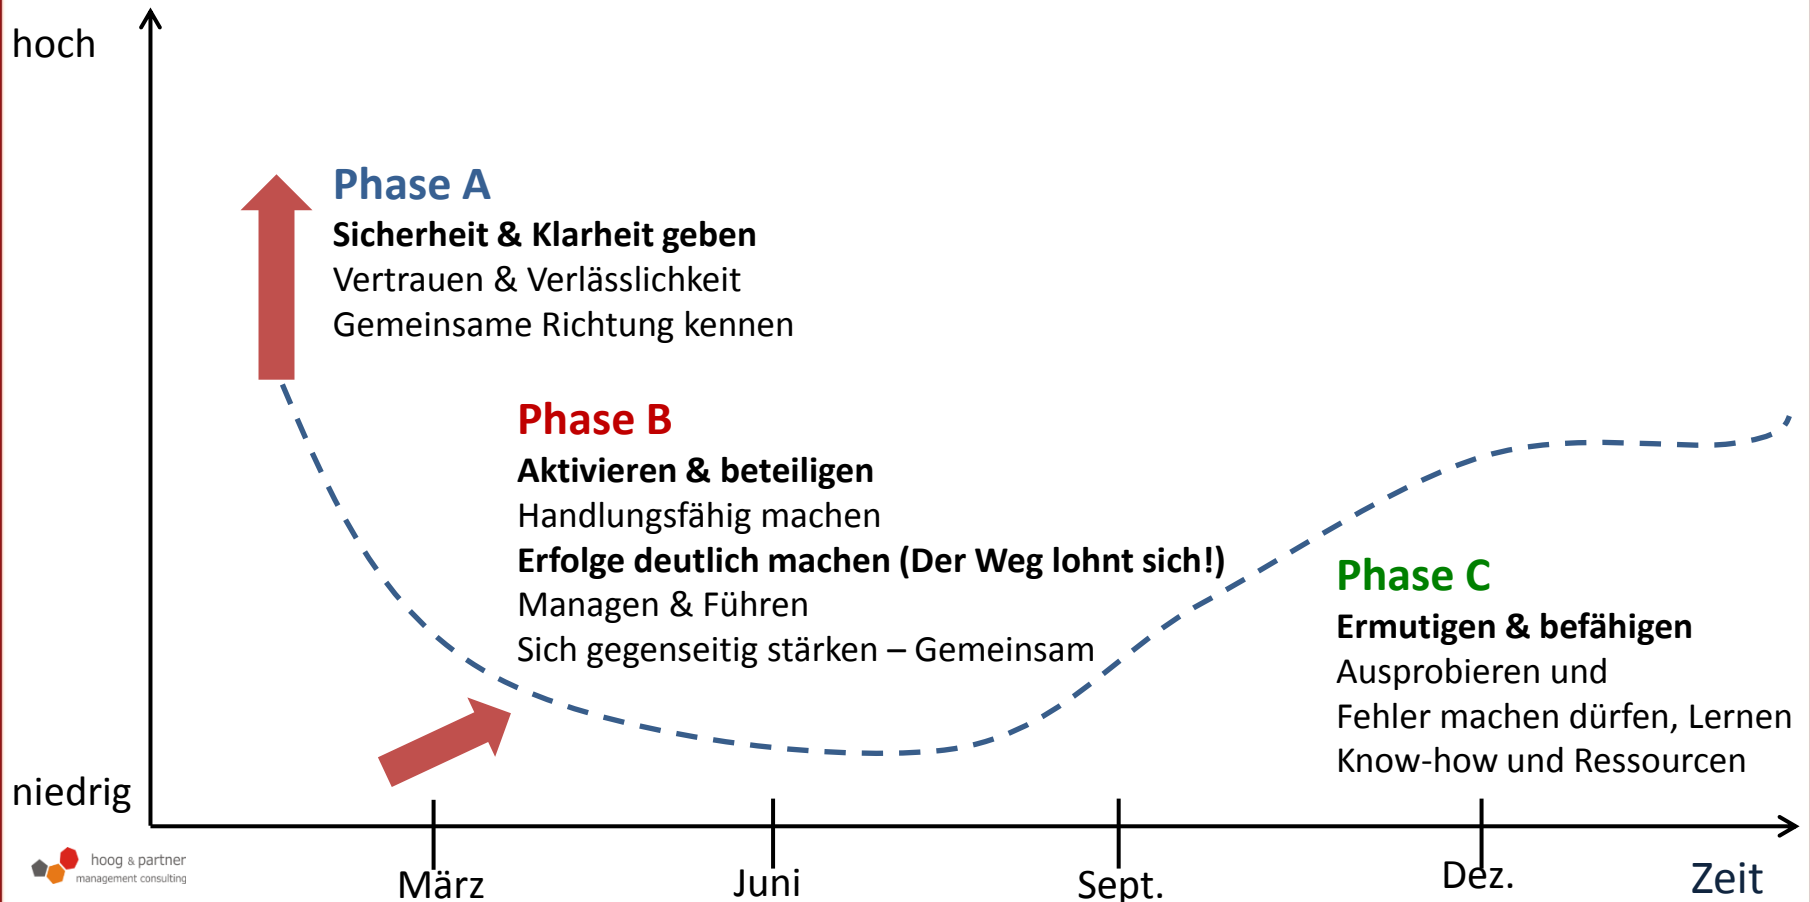 hoch
Phase A
Sicherheit & Klarheit geben
Vertrauen & Verlässlichkeit
Gemeinsame Richtung kennen
Phase B
Aktivieren & beteiligen
Handlungsfähig machen
Erfolge deutlich machen (Der Weg lohnt sich!)
Managen & Führen
Sich gegenseitig stärken – Gemeinsam
Phase C
Ermutigen & befähigen
Ausprobieren und
Fehler machen dürfen, Lernen
Know-how und Ressourcen
niedrig
März
Juni
Sept.
Dez.
Zeit
hoog & partner
management consulting